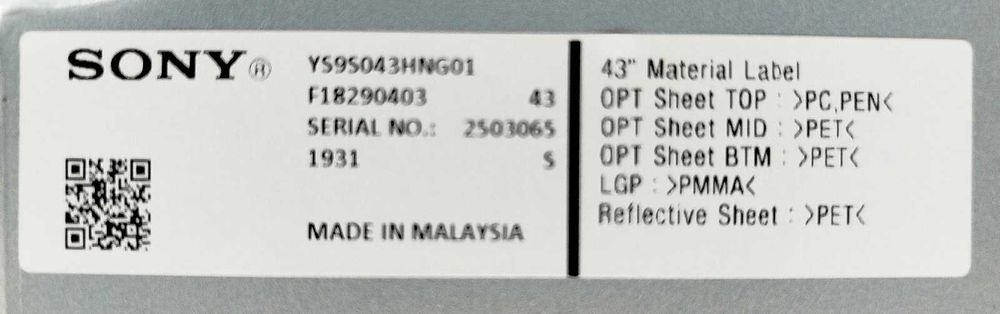 SONY®
YS9S043HNG01
F18290403 43
SERIAL NO.: 2503065
1931 S
MADE IN MALAYSIA
43" Material Label
OPT Sheet TOP : >PC,PEN<
OPT Sheet MID : >PET<
OPT Sheet BTM : >PET<
LGP : >PMMA<
Reflective Sheet : >PET<